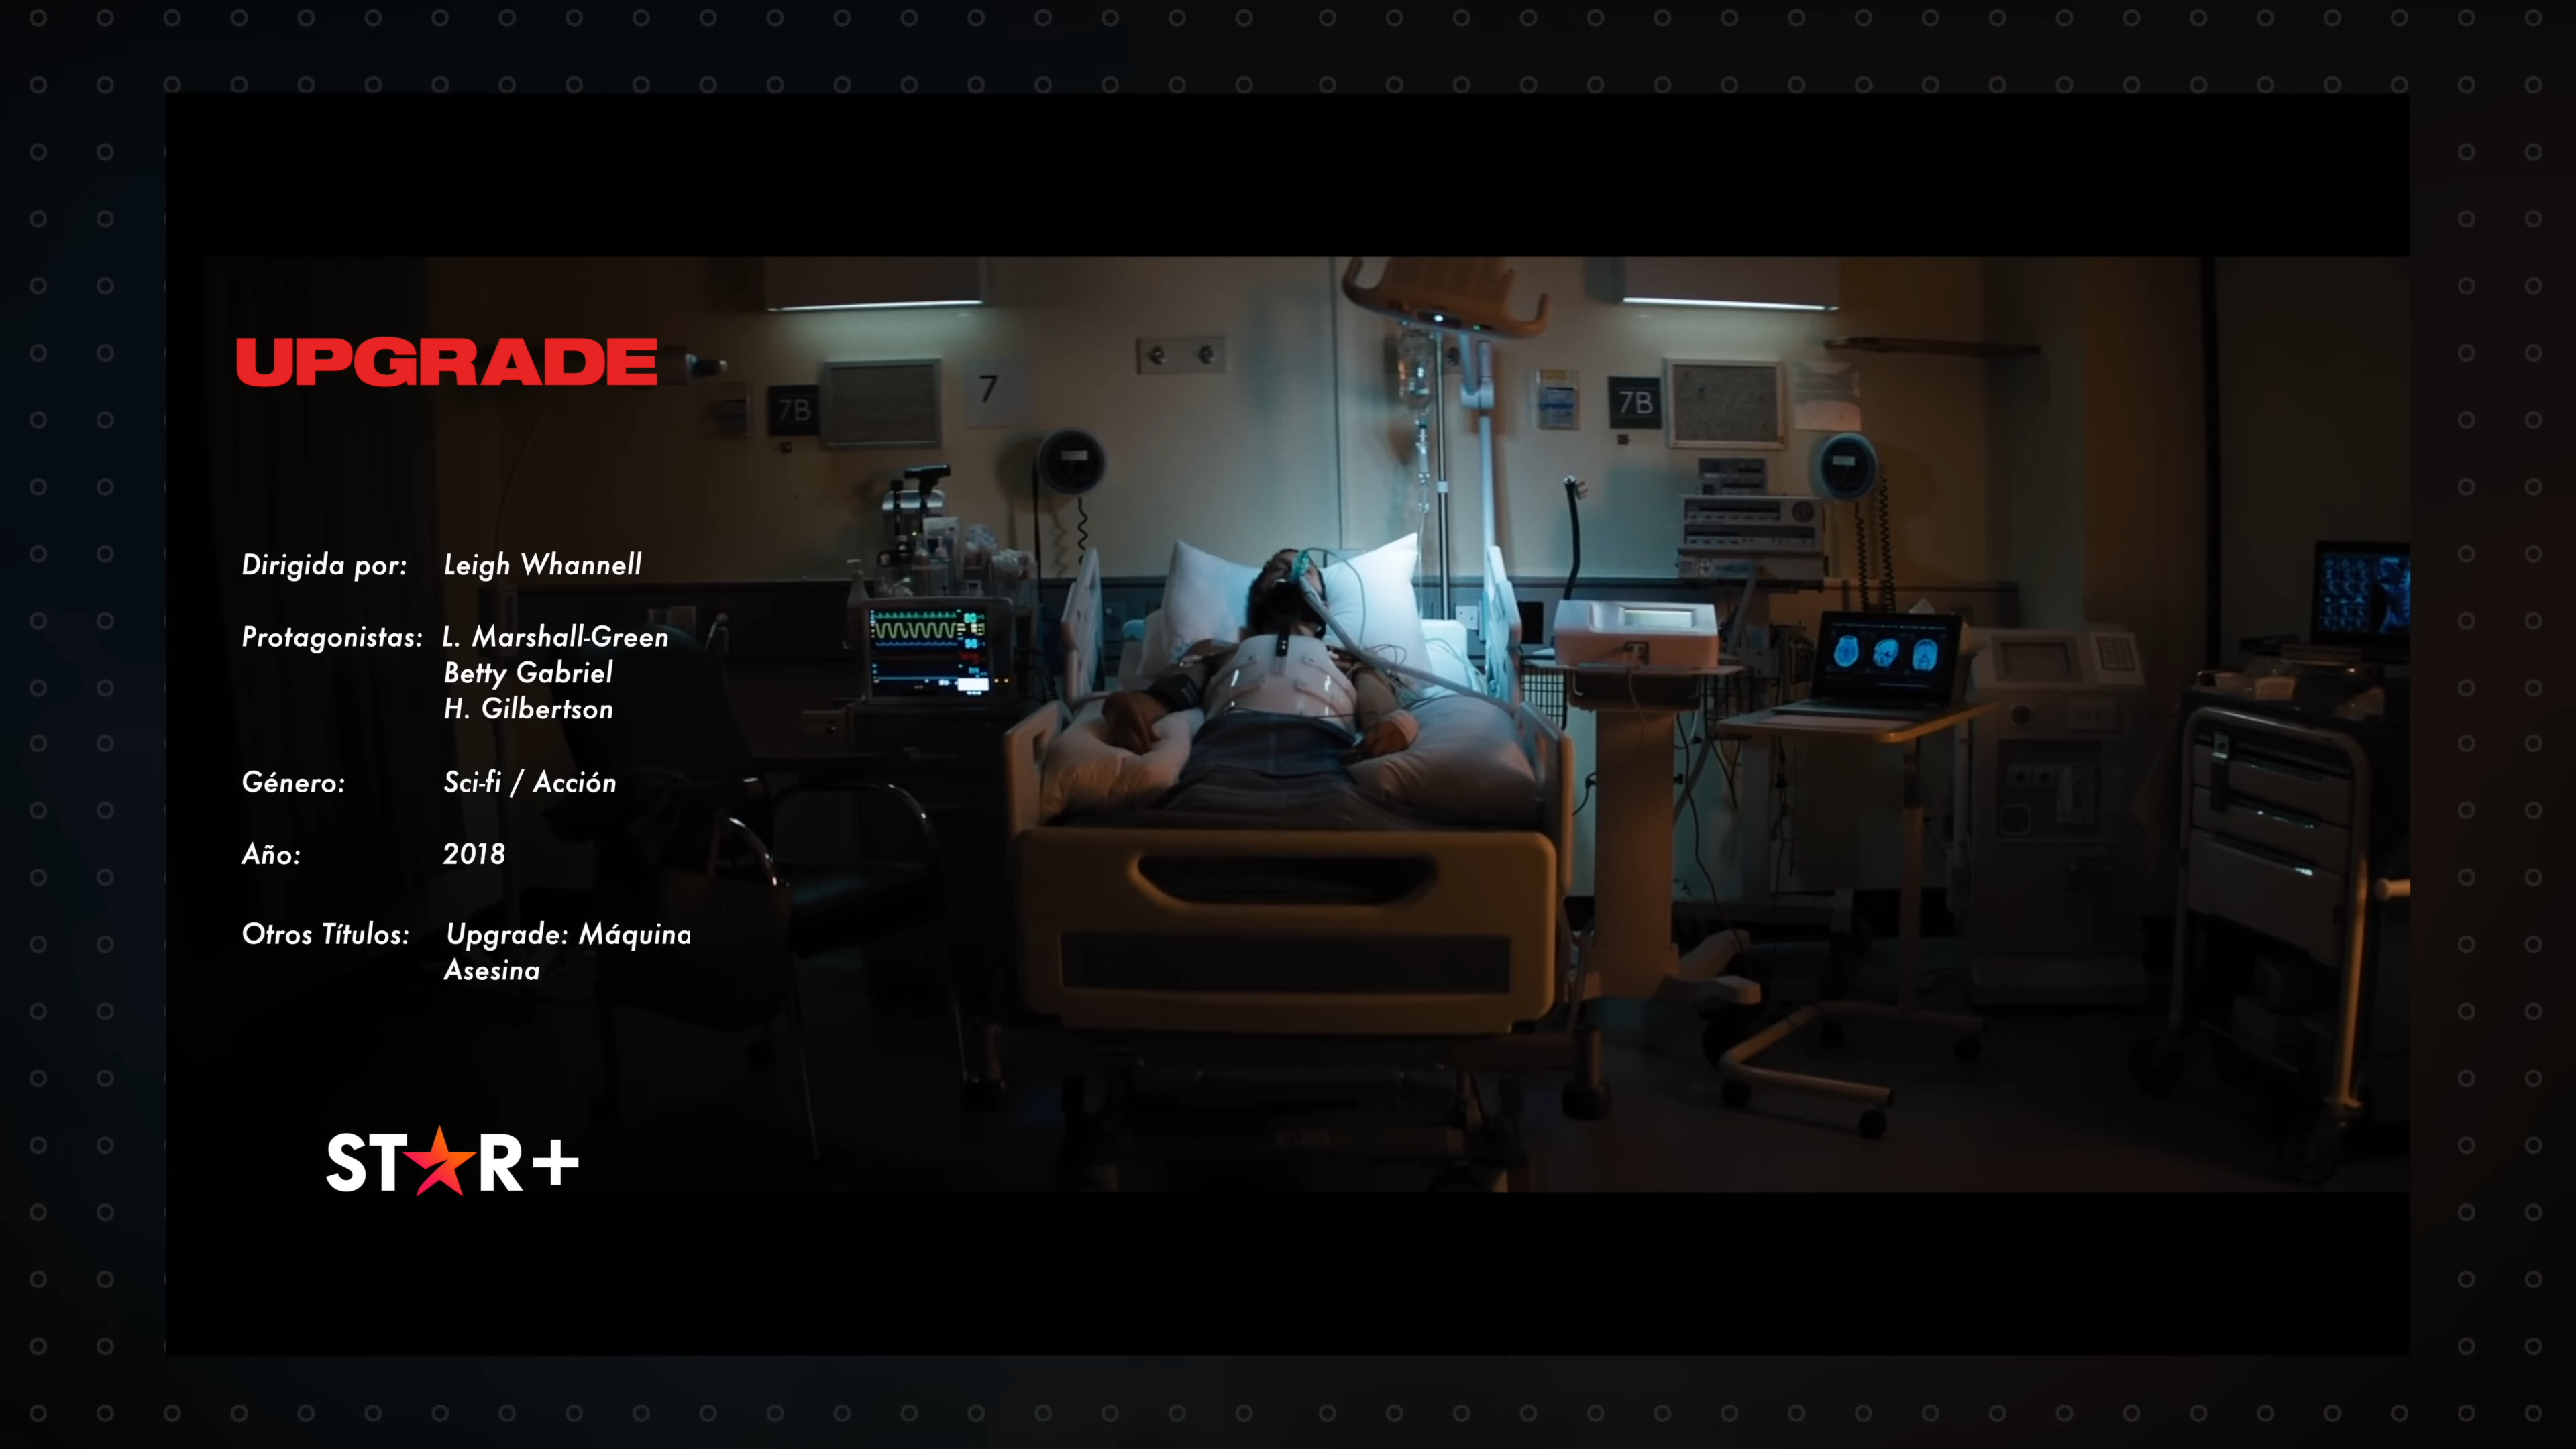 UPGRADE
7B
7
7B
Dirigida por: Leigh Whannell
Protagonistas: L. Marshall-Green
Betty Gabriel
H. Gilbertson
Género: Sci-fi / Acción
Año: 2018
Otros Títulos: Upgrade: Máquina
Asesina
STAR+